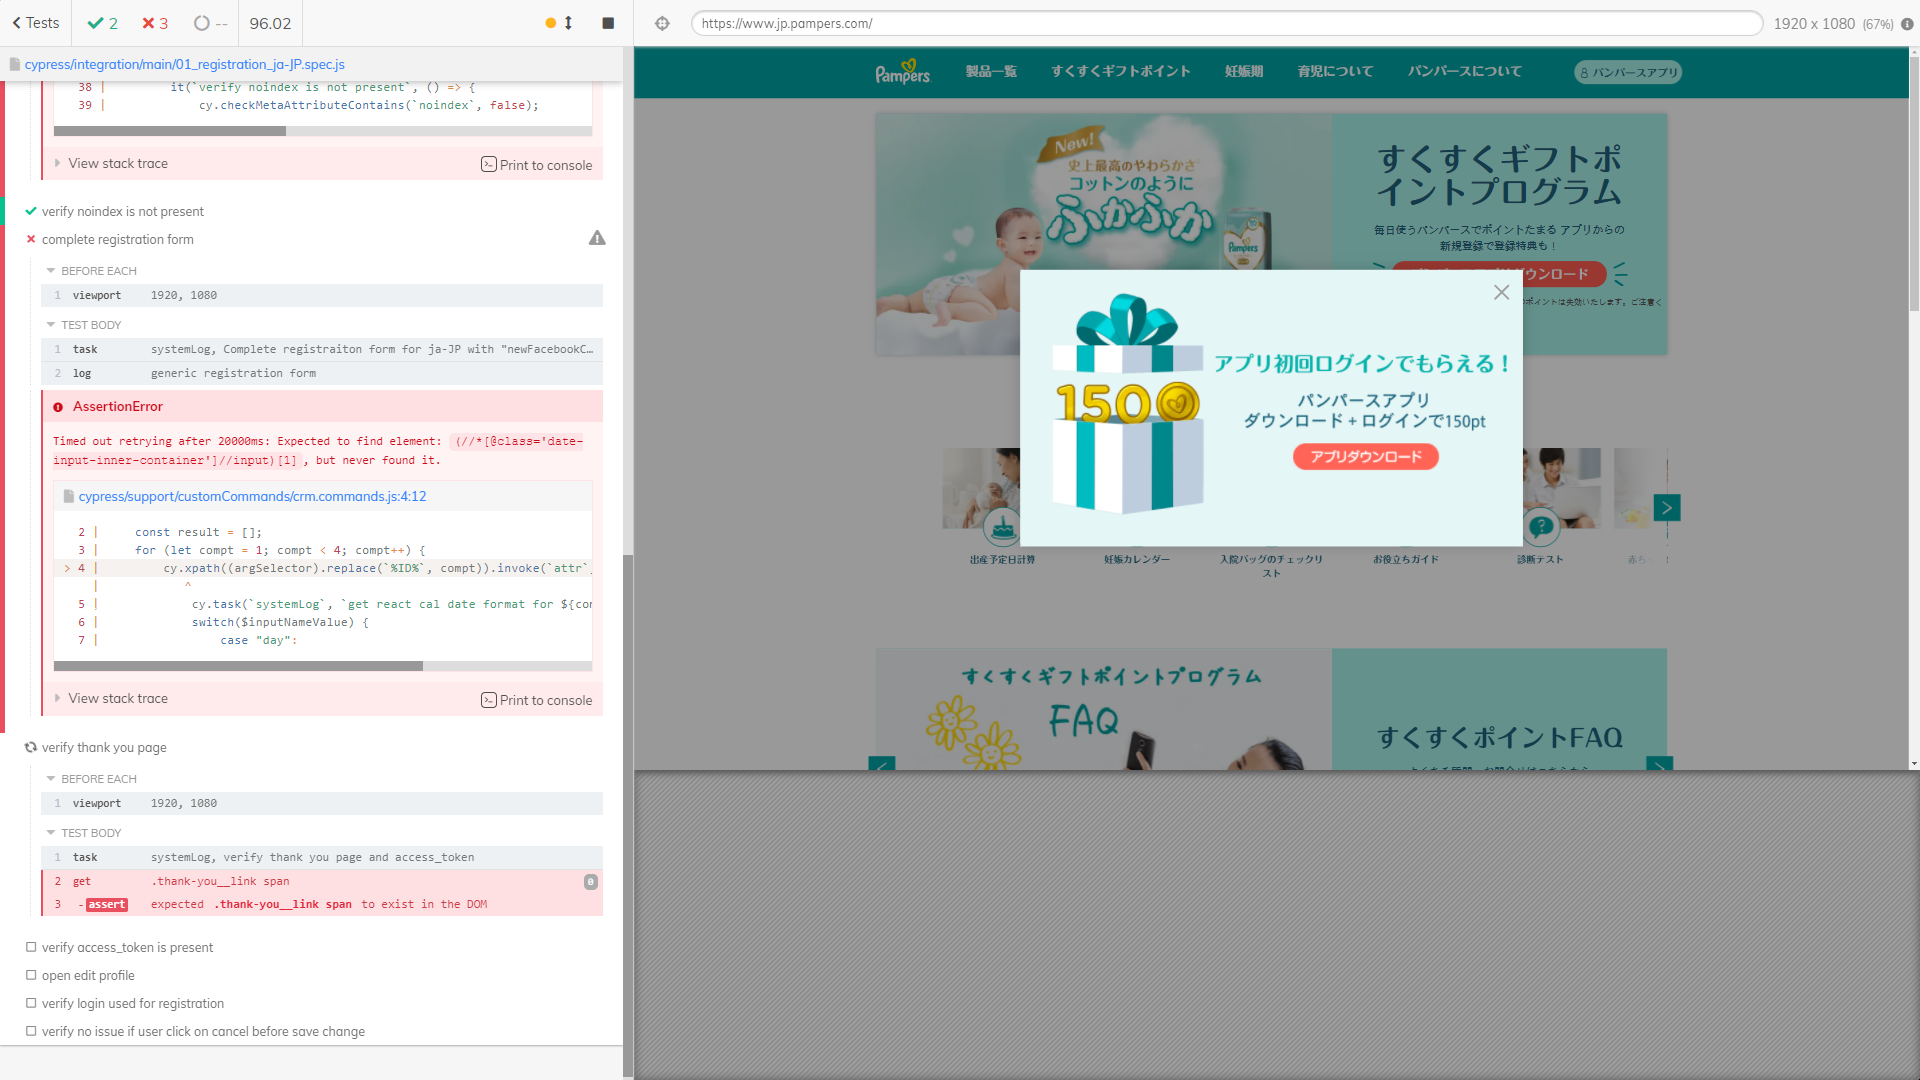 Tests
2
3
--
96.02
https://www.jp.pampers.com/
1920 x 1080 (67%)
cypress/integration/main/01_registration_ja-JP.spec.js
38 | it(`verify noindex is not present`, () => {
39 | cy.checkMetaAttributeContains(`noindex`, false);
View stack trace
Print to console
verify noindex is not present
complete registration form
BEFORE EACH
1 viewport 1920, 1080
TEST BODY
1 task systemLog, Complete registraiton form for ja-JP with "newFacebookC…
2 log generic registration form
AssertionError
Timed out retrying after 20000ms: Expected to find element: (//*[@class='date-
input-inner-container']//input)[1] , but never found it.
cypress/support/customCommands/crm.commands.js:4:12
2 | const result = [];
3 | for (let compt = 1; compt < 4; compt++) {
> 4 | cy.xpath((argSelector).replace(`%ID%`, compt)).invoke(`attr`
| ^
5 | cy.task(`systemLog`, `get react cal date format for ${con
6 | switch($inputNameValue) {
7 | case "day":
View stack trace
Print to console
verify thank you page
BEFORE EACH
1 viewport 1920, 1080
TEST BODY
1 task systemLog, verify thank you page and access_token
2 get .thank-you__link span 0
3 -assert expected .thank-you__link span to exist in the DOM
verify access_token is present
open edit profile
verify login used for registration
verify no issue if user click on cancel before save change
Pampers
製品一覧
すくすくギフトポイント
妊娠期
育児について
パンパースについて
パンパースアプリ
New!
史上最高のやわらかさ
コットンのように
ふかふか
Pampers
すくすくギフトポ
イントプログラム
毎日使うパンパースでポイントたまる アプリからの
新規登録で登録特典も！
ダウンロード
ポイントは失効いたします。ご注意く
アプリ初回ログインでもらえる！
150
パンパースアプリ
ダウンロード＋ログインで150pt
アプリダウンロード
出産予定日計算
妊娠カレンダー
入院バッグのチェックリ
スト
お役立ちガイド
診断テスト
赤ち
すくすくギフトポイントプログラム
FAQ
すくすくポイントFAQ